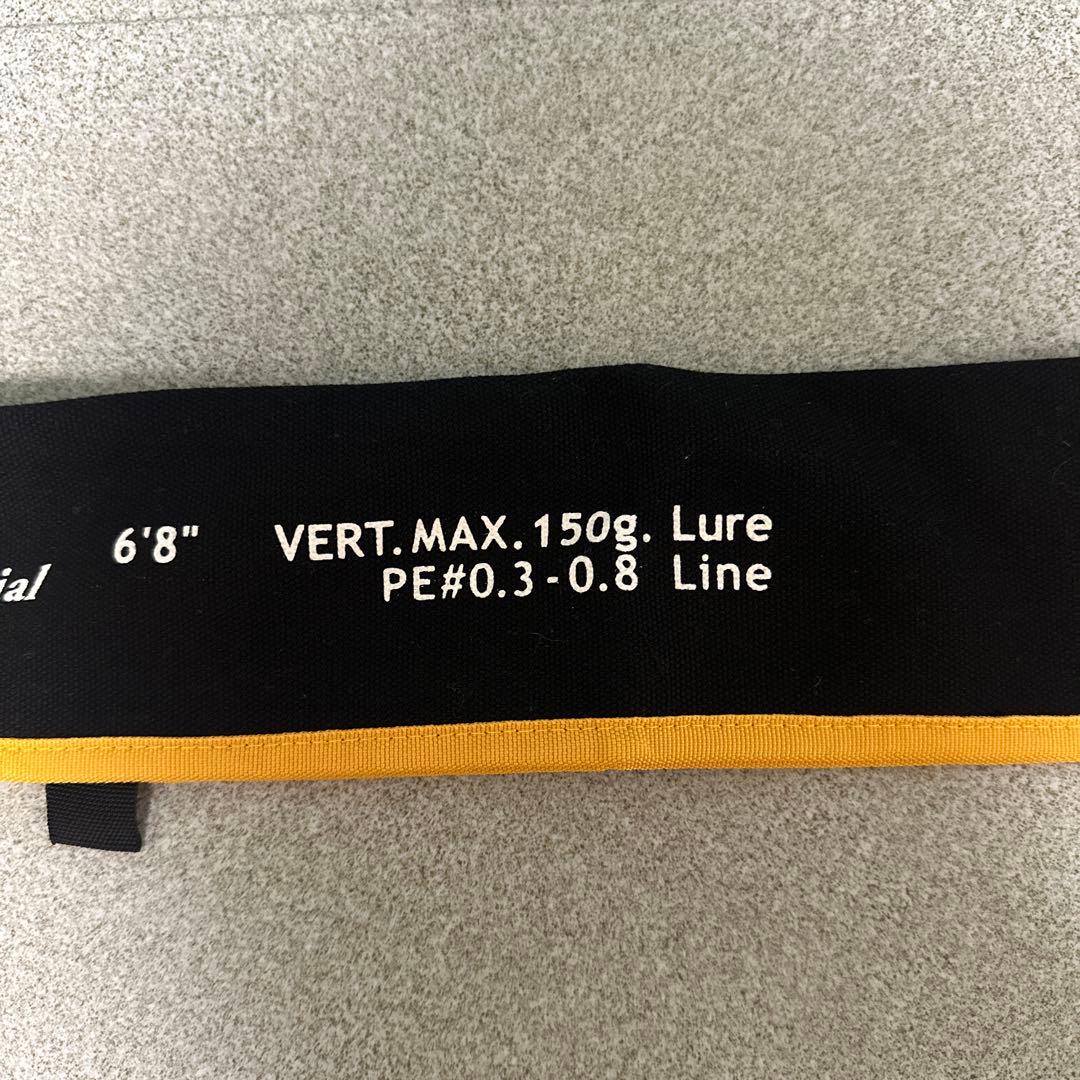 6'8" VERT. MAX. 150g. Lure
PE#0.3-0.8 Line